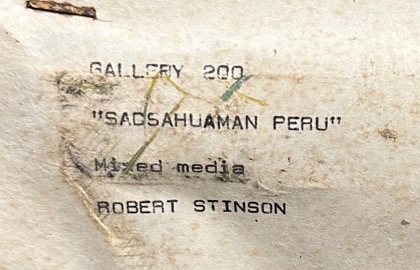 GALLERY 200
"SACSAHUAMAN PERU"
Mixed media
ROBERT STINSON